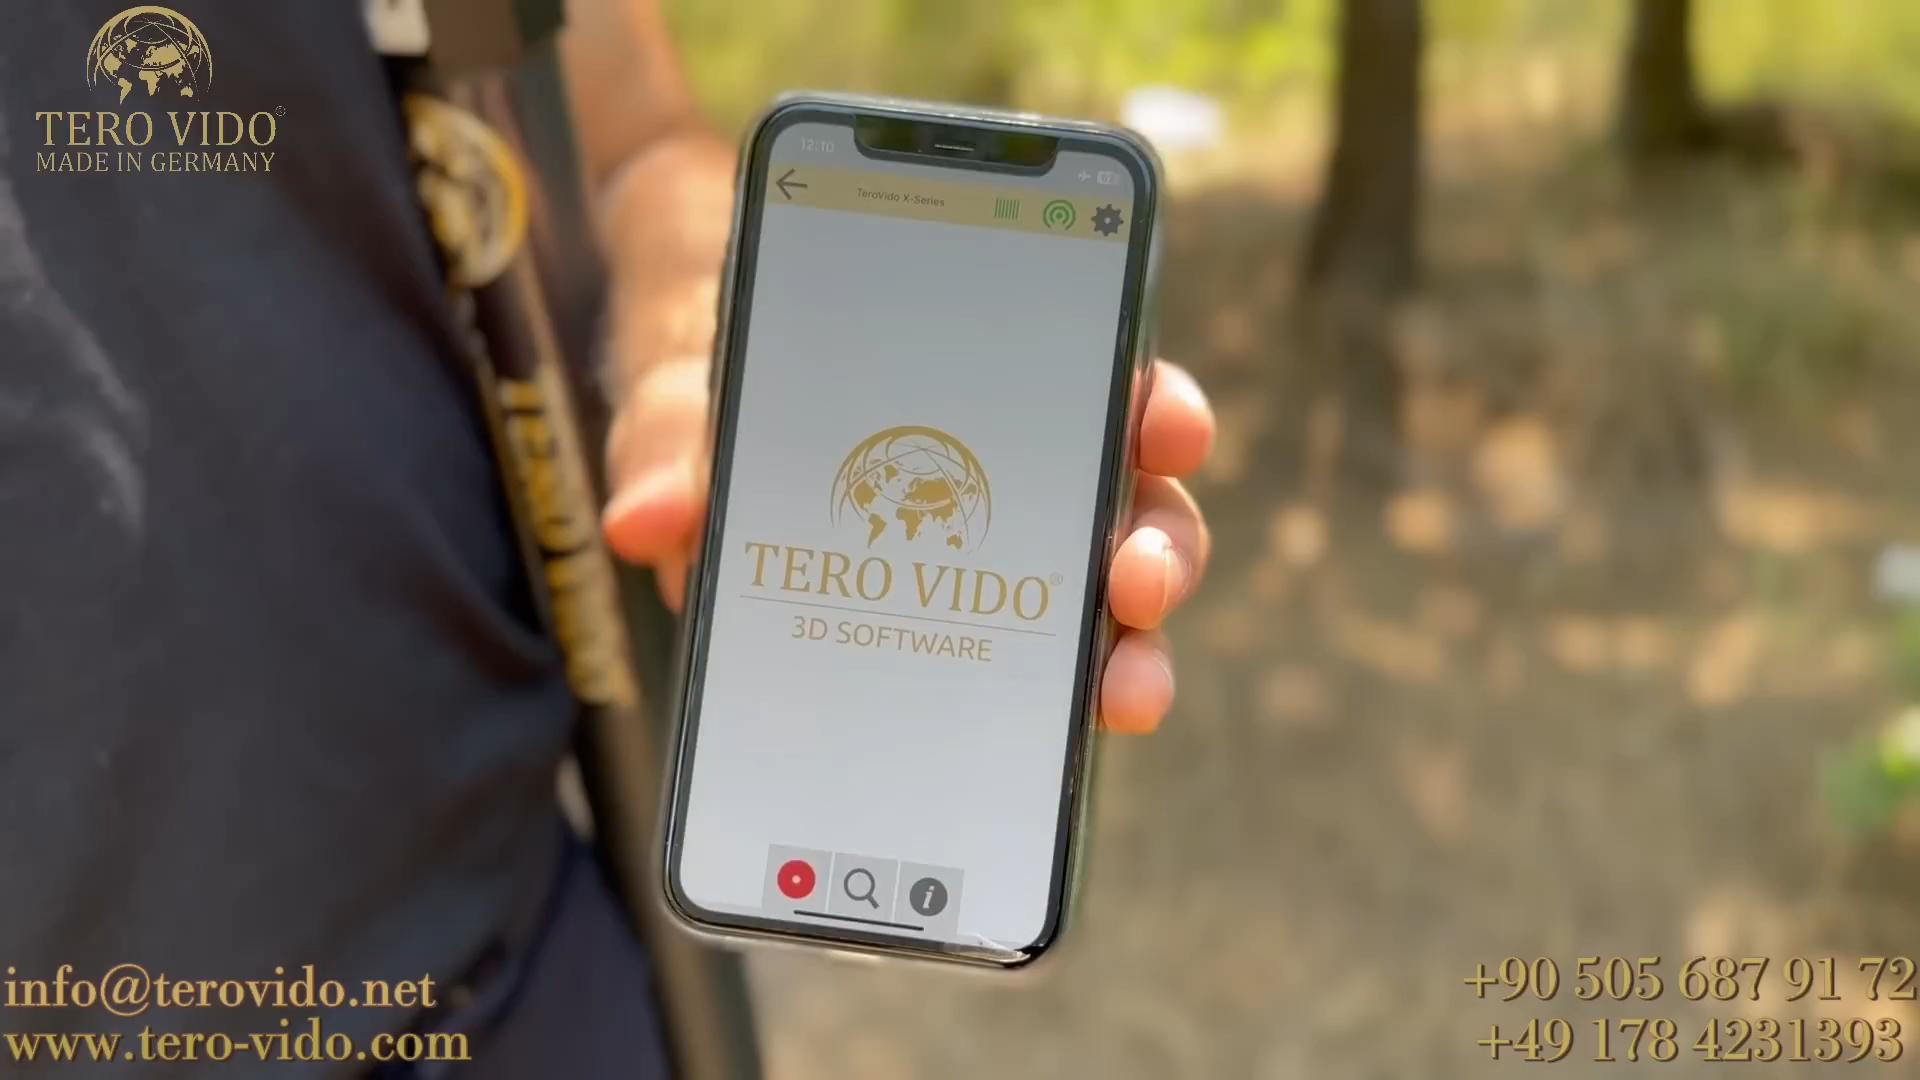 TERO VIDO®
MADE IN GERMANY
12:10
TeroVido X-Series
TERO VIDO®
3D SOFTWARE
info@terovido.net
www.tero-vido.com
+90 505 687 91 72
+49 178 4231393